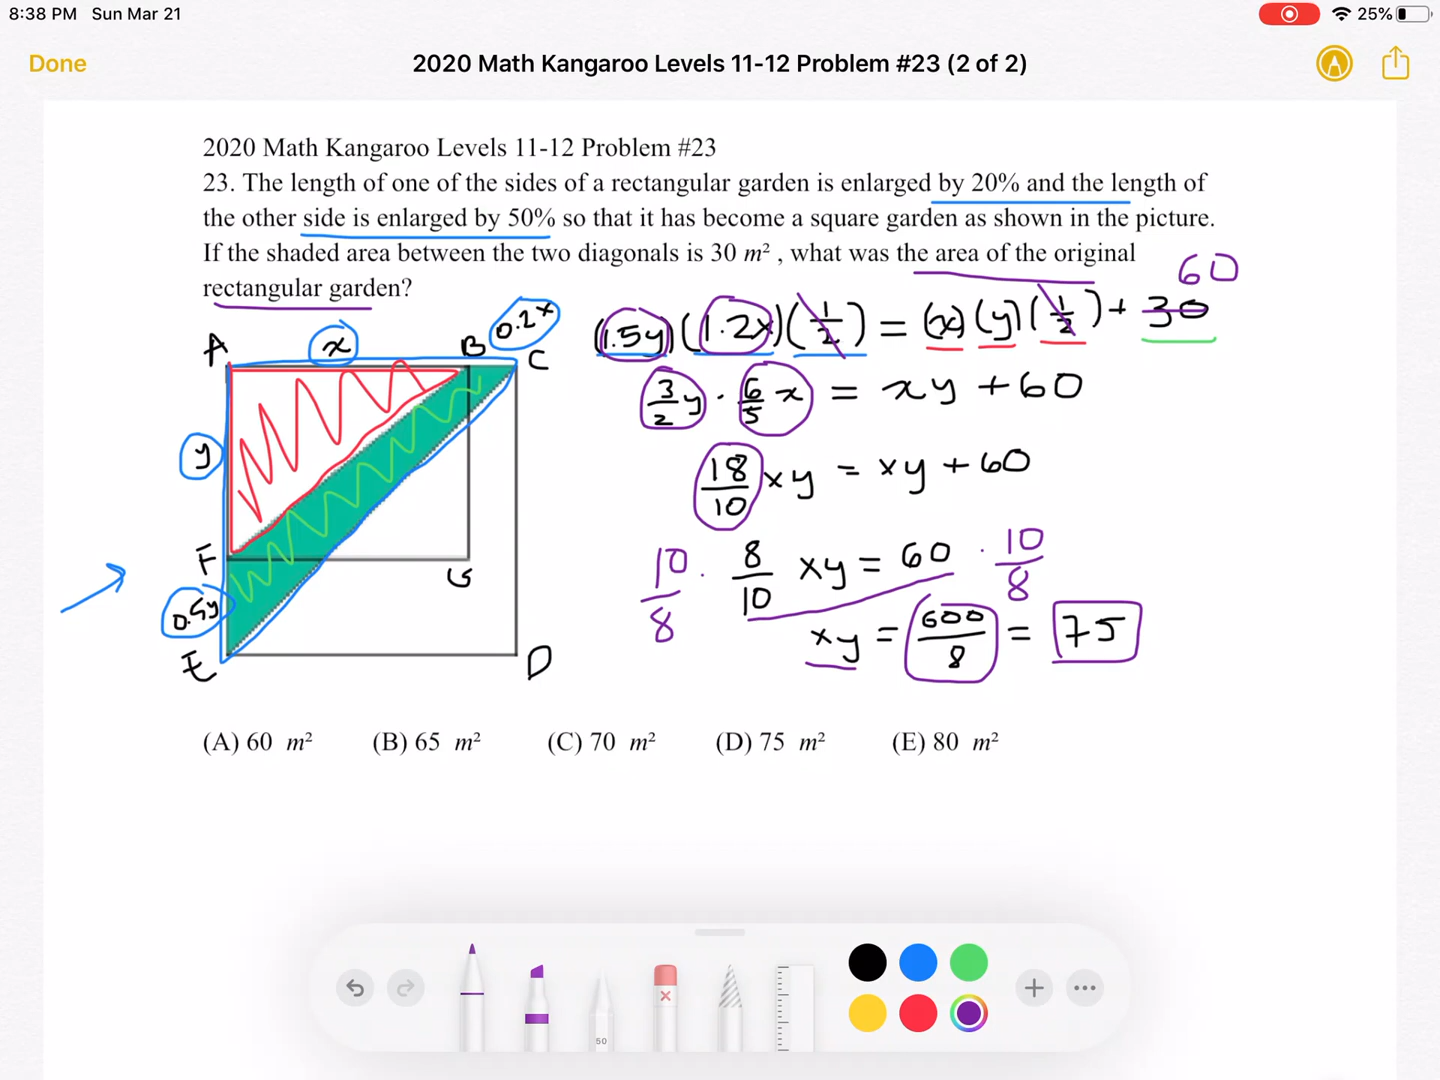 8:38 PM Sun Mar 21
25%
Done
2020 Math Kangaroo Levels 11-12 Problem #23 (2 of 2)
2020 Math Kangaroo Levels 11-12 Problem #23
23. The length of one of the sides of a rectangular garden is enlarged by 20% and the length of
the other side is enlarged by 50% so that it has become a square garden as shown in the picture.
If the shaded area between the two diagonals is 30 m² , what was the area of the original
rectangular garden?
60
(1.5y)(1.2x)(1/2) = (x)(y)(1/2) + 30
A x B 0.2x C
3/2 y · 6/5 x = xy + 60
y
18/10 xy = xy + 60
F G
10/8 · 8/10 xy = 60 · 10/8
0.5y
xy = 600/8 = 75
E D
(A) 60 m² (B) 65 m² (C) 70 m² (D) 75 m² (E) 80 m²
50